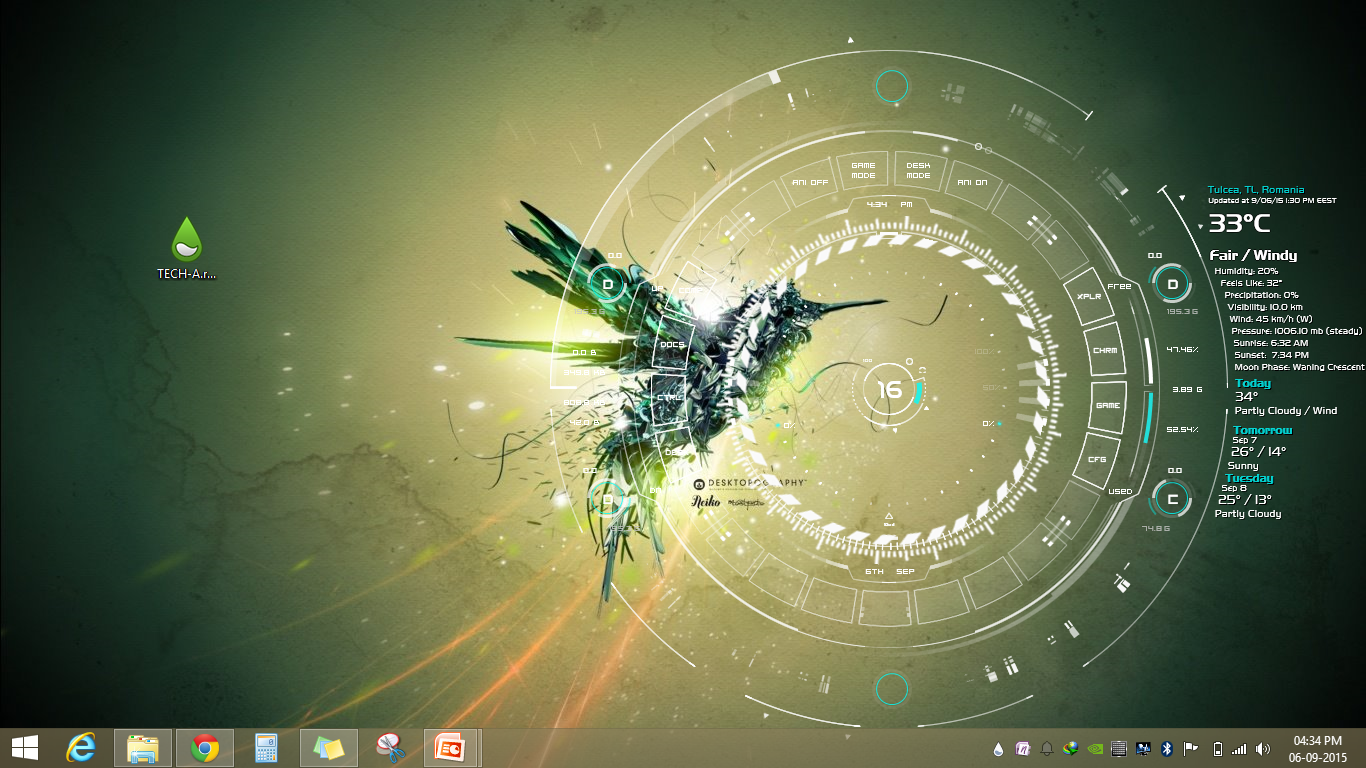 TECH-A.r...
ANI OFF
GAME
MODE
DESK
MODE
ANI ON
4:34 PM
XPLR
CHRM
GAME
CFG
Free
Used
DOCS
CTRL
0.0
D
0.0 B
42.0 B
0.0
D
16
100
0%
0%
DESKTOPOGRAPHY
Neiko
6TH SEP
0.0
D
195.3 G
47.46%
3.89 G
52.54%
0.0
C
74.8 G
Tulcea, TL, Romania
Updated at 9/06/15 1:30 PM EEST
33°C
Fair / Windy
Humidity: 20%
Feels Like: 32°
Precipitation: 0%
Visibility: 10.0 km
Wind: 45 km/h (W)
Pressure: 1006.10 mb (steady)
Sunrise: 6:32 AM
Sunset: 7:34 PM
Moon Phase: Waning Crescent
Today
34°
Partly Cloudy / Wind
Tomorrow
Sep 7
26° / 14°
Sunny
Tuesday
Sep 8
25° / 13°
Partly Cloudy
04:34 PM
06-09-2015